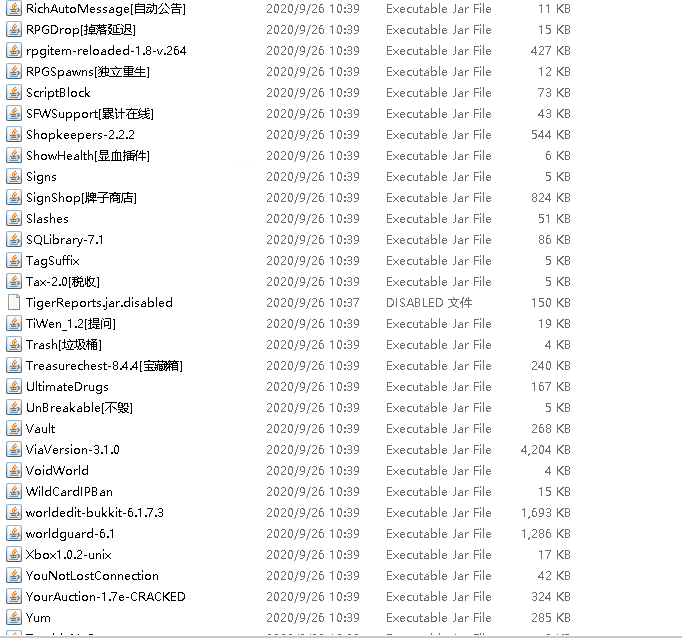 RichAutoMessage[自动公告] 2020/9/26 10:39 Executable Jar File 11 KB
RPGDrop[掉落延迟] 2020/9/26 10:39 Executable Jar File 15 KB
rpgitem-reloaded-1.8-v.264 2020/9/26 10:39 Executable Jar File 427 KB
RPGSpawns[独立重生] 2020/9/26 10:39 Executable Jar File 12 KB
ScriptBlock 2020/9/26 10:39 Executable Jar File 73 KB
SFWSupport[累计在线] 2020/9/26 10:39 Executable Jar File 43 KB
Shopkeepers-2.2.2 2020/9/26 10:39 Executable Jar File 544 KB
ShowHealth[显血插件] 2020/9/26 10:39 Executable Jar File 6 KB
Signs 2020/9/26 10:39 Executable Jar File 5 KB
SignShop[牌子商店] 2020/9/26 10:39 Executable Jar File 824 KB
Slashes 2020/9/26 10:39 Executable Jar File 51 KB
SQLibrary-7.1 2020/9/26 10:39 Executable Jar File 86 KB
TagSuffix 2020/9/26 10:39 Executable Jar File 5 KB
Tax-2.0[税收] 2020/9/26 10:39 Executable Jar File 5 KB
TigerReports.jar.disabled 2020/9/26 10:37 DISABLED 文件 150 KB
TiWen_1.2[提问] 2020/9/26 10:39 Executable Jar File 19 KB
Trash[垃圾桶] 2020/9/26 10:39 Executable Jar File 4 KB
Treasurechest-8.4.4[宝藏箱] 2020/9/26 10:39 Executable Jar File 240 KB
UltimateDrugs 2020/9/26 10:39 Executable Jar File 167 KB
UnBreakable[不毁] 2020/9/26 10:39 Executable Jar File 5 KB
Vault 2020/9/26 10:39 Executable Jar File 268 KB
ViaVersion-3.1.0 2020/9/26 10:39 Executable Jar File 4,204 KB
VoidWorld 2020/9/26 10:39 Executable Jar File 4 KB
WildCardIPBan 2020/9/26 10:39 Executable Jar File 15 KB
worldedit-bukkit-6.1.7.3 2020/9/26 10:39 Executable Jar File 1,693 KB
worldguard-6.1 2020/9/26 10:39 Executable Jar File 1,286 KB
Xbox1.0.2-unix 2020/9/26 10:39 Executable Jar File 17 KB
YouNotLostConnection 2020/9/26 10:39 Executable Jar File 42 KB
YourAuction-1.7e-CRACKED 2020/9/26 10:39 Executable Jar File 324 KB
Yum 2020/9/26 10:39 Executable Jar File 285 KB